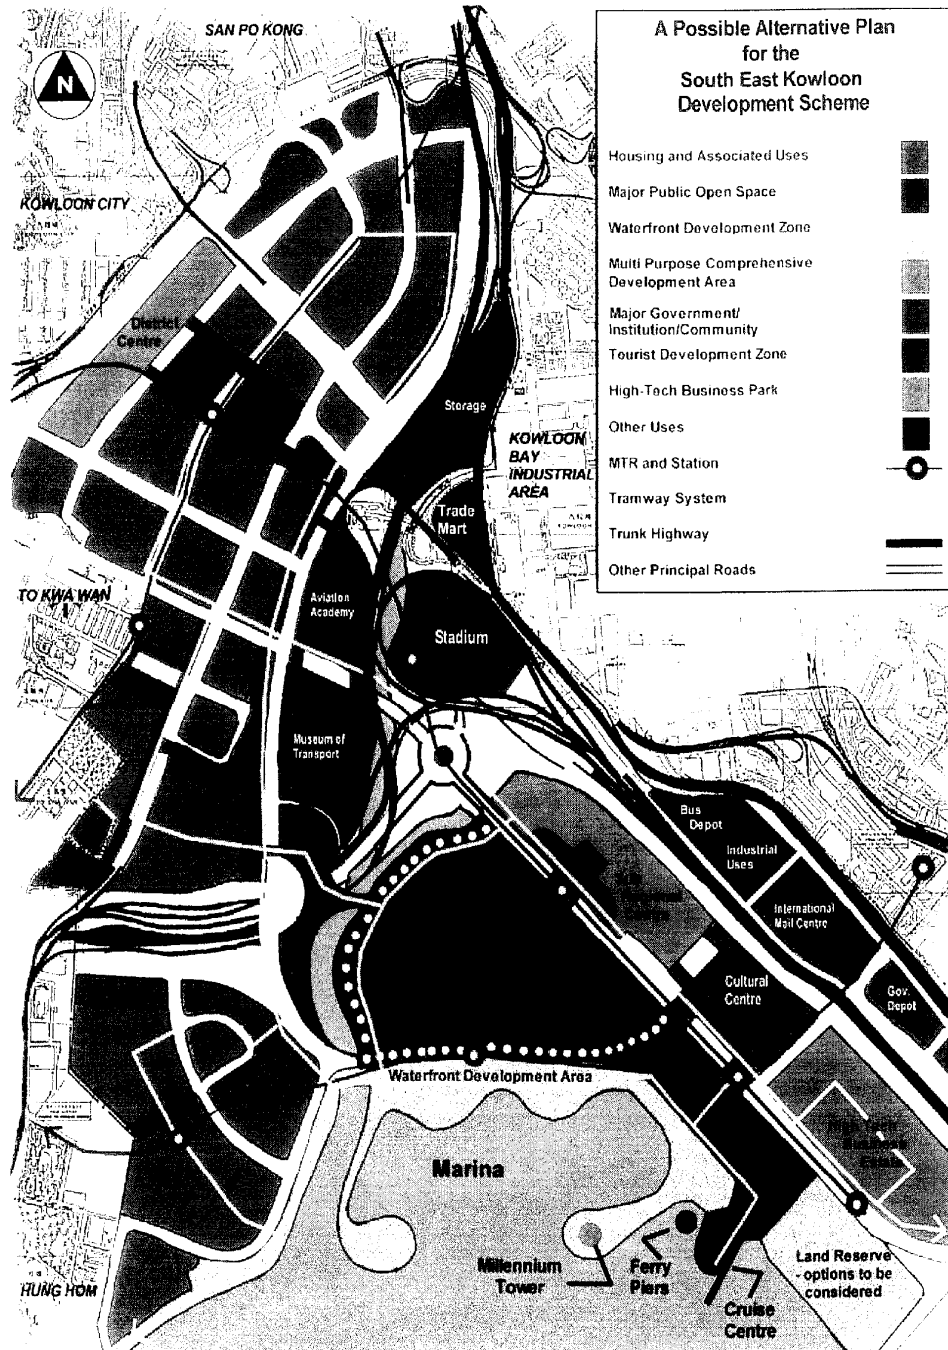 SAN PO KONG
N
KOWLOON CITY
A Possible Alternative Plan
for the
South East Kowloon
Development Scheme
Housing and Associated Uses
Major Public Open Space
Waterfront Development Zone
Multi Purpose Comprehensive
Development Area
Major Government/
Institution/Community
Tourist Development Zone
High-Tech Business Park
Other Uses
MTR and Station
Tramway System
Trunk Highway
Other Principal Roads
District
Centre
Storage
KOWLOON
BAY
INDUSTRIAL
AREA
Trade
Mart
TO KWA WAN
Aviation
Academy
Stadium
Museum of
Transport
Bus
Depot
Industrial
Uses
International
Mail Centre
Cultural
Centre
Gov.
Depot
Waterfront Development Area
High Tech
Business
Marina
Millennium
Tower
Ferry
Piers
Cruise
Centre
Land Reserve
- options to be
considered
HUNG HOM